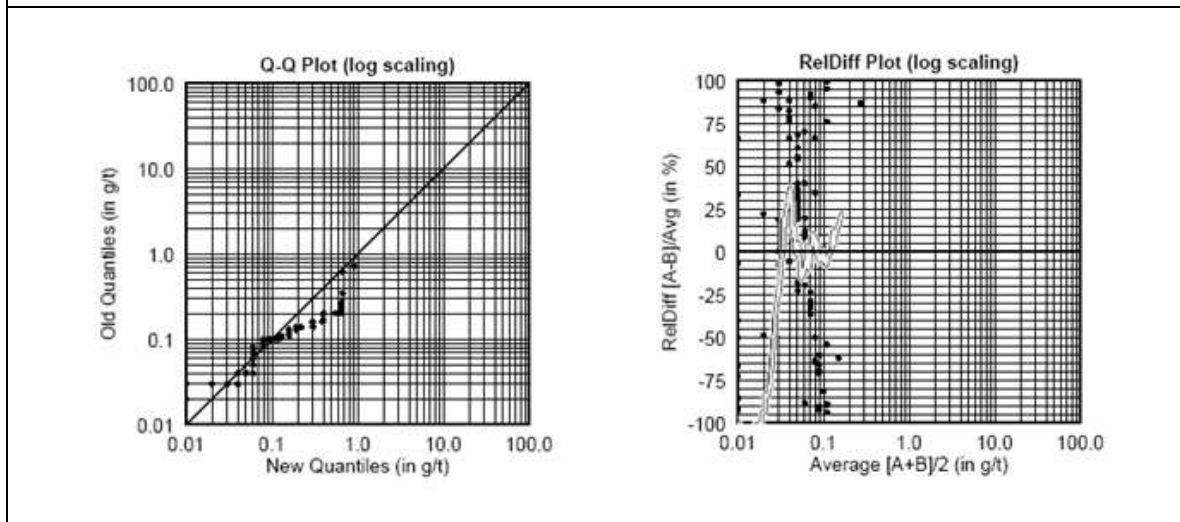 Q-Q Plot (log scaling)
100.0
10.0
1.0
0.1
0.01
0.01 0.1 1.0 10.0 100.0
Old Quantiles (in g/t)
New Quantiles (in g/t)
RelDiff Plot (log scaling)
100
75
50
25
0
-25
-50
-75
-100
0.01 0.1 1.0 10.0 100.0
RelDiff [A-B]/Avg (in %)
Average [A+B]/2 (in g/t)